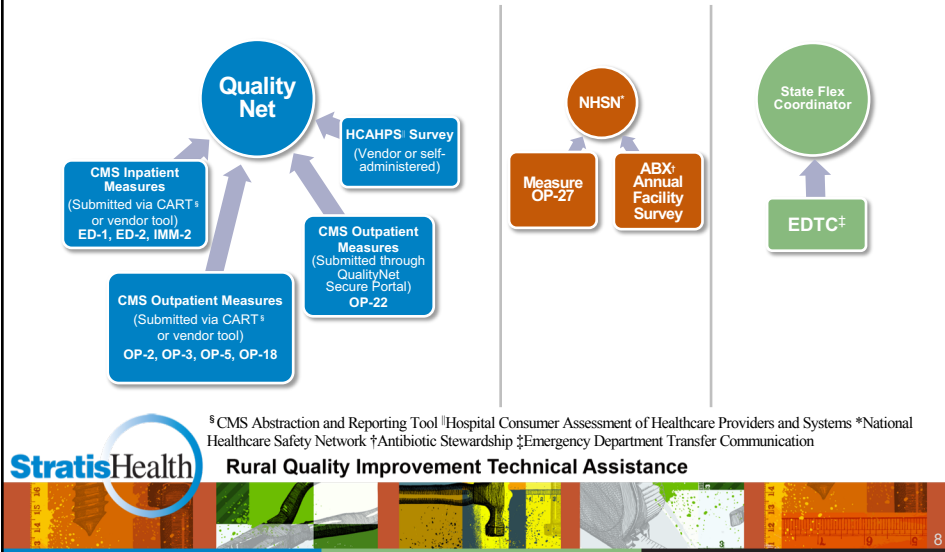 Quality
Net
HCAHPS‖ Survey
(Vendor or self-
administered)
CMS Inpatient
Measures
(Submitted via CART §
or vendor tool)
ED-1, ED-2, IMM-2
CMS Outpatient
Measures
(Submitted through
QualityNet
Secure Portal)
OP-22
CMS Outpatient Measures
(Submitted via CART §
or vendor tool)
OP-2, OP-3, OP-5, OP-18
NHSN*
Measure
OP-27
ABX†
Annual
Facility
Survey
State Flex
Coordinator
EDTC‡
§ CMS Abstraction and Reporting Tool ‖Hospital Consumer Assessment of Healthcare Providers and Systems *National
Healthcare Safety Network †Antibiotic Stewardship ‡Emergency Department Transfer Communication
StratisHealth
Rural Quality Improvement Technical Assistance
8